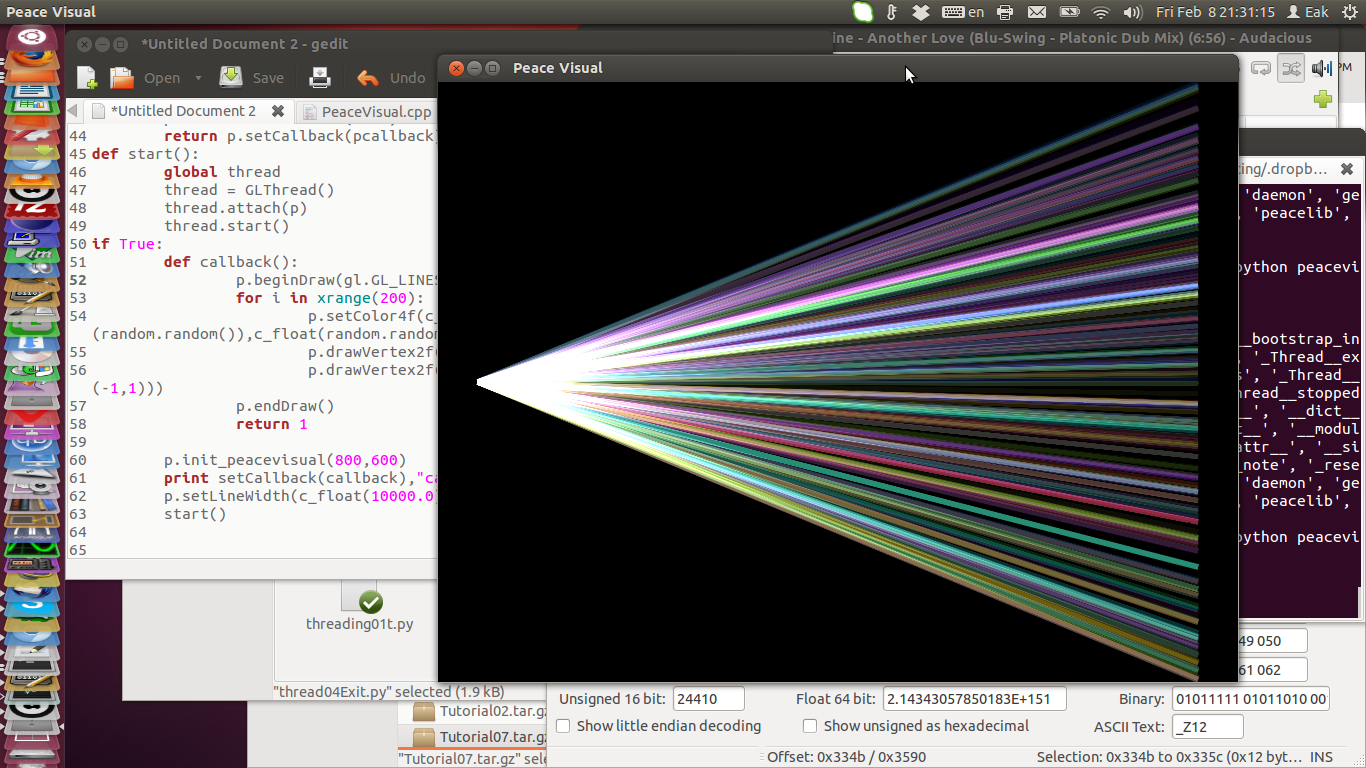 Peace Visual
en
Fri Feb 8 21:31:15
Eak
*Untitled Document 2 - gedit
ine - Another Love (Blu-Swing - Platonic Dub Mix) (6:56) - Audacious
Open
Save
Undo
Peace Visual
PM
*Untitled Document 2
PeaceVisual.cpp
44 return p.setCallback(pcallback)
45 def start():
46 global thread
47 thread = GLThread()
48 thread.attach(p)
49 thread.start()
50 if True:
51 def callback():
52 p.beginDraw(gl.GL_LINES
53 for i in xrange(200):
54 p.setColor4f(c_
(random.random()),c_float(random.rando
55 p.drawVertex2f(
56 p.drawVertex2f(
(-1,1)))
57 p.endDraw()
58 return 1
59
60 p.init_peacevisual(800,600)
61 print setCallback(callback),"ca
62 p.setLineWidth(c_float(10000.0)
63 start()
64
65
ting/.dropb...
'daemon', 'ge
, 'peacelib',
python peacevi
__bootstrap_in
, '_Thread__ex
s', '_Thread__
hread__stopped
__', '__dict__
t__', '__modul
attr__', '__si
_note', '_rese
'daemon', 'ge
, 'peacelib',
python peacevi
threading01t.py
"thread04Exit.py" selected (1.9 kB)
Tutorial02.tar.gz
Tutorial07.tar.gz
"Tutorial07.tar.gz" sele
49 050
61 062
Unsigned 16 bit: 24410
Float 64 bit: 2.14343057850183E+151
Binary: 01011111 01011010 00
Show little endian decoding
Show unsigned as hexadecimal
ASCII Text: _Z12
Offset: 0x334b / 0x3590
Selection: 0x334b to 0x335c (0x12 byt...
INS